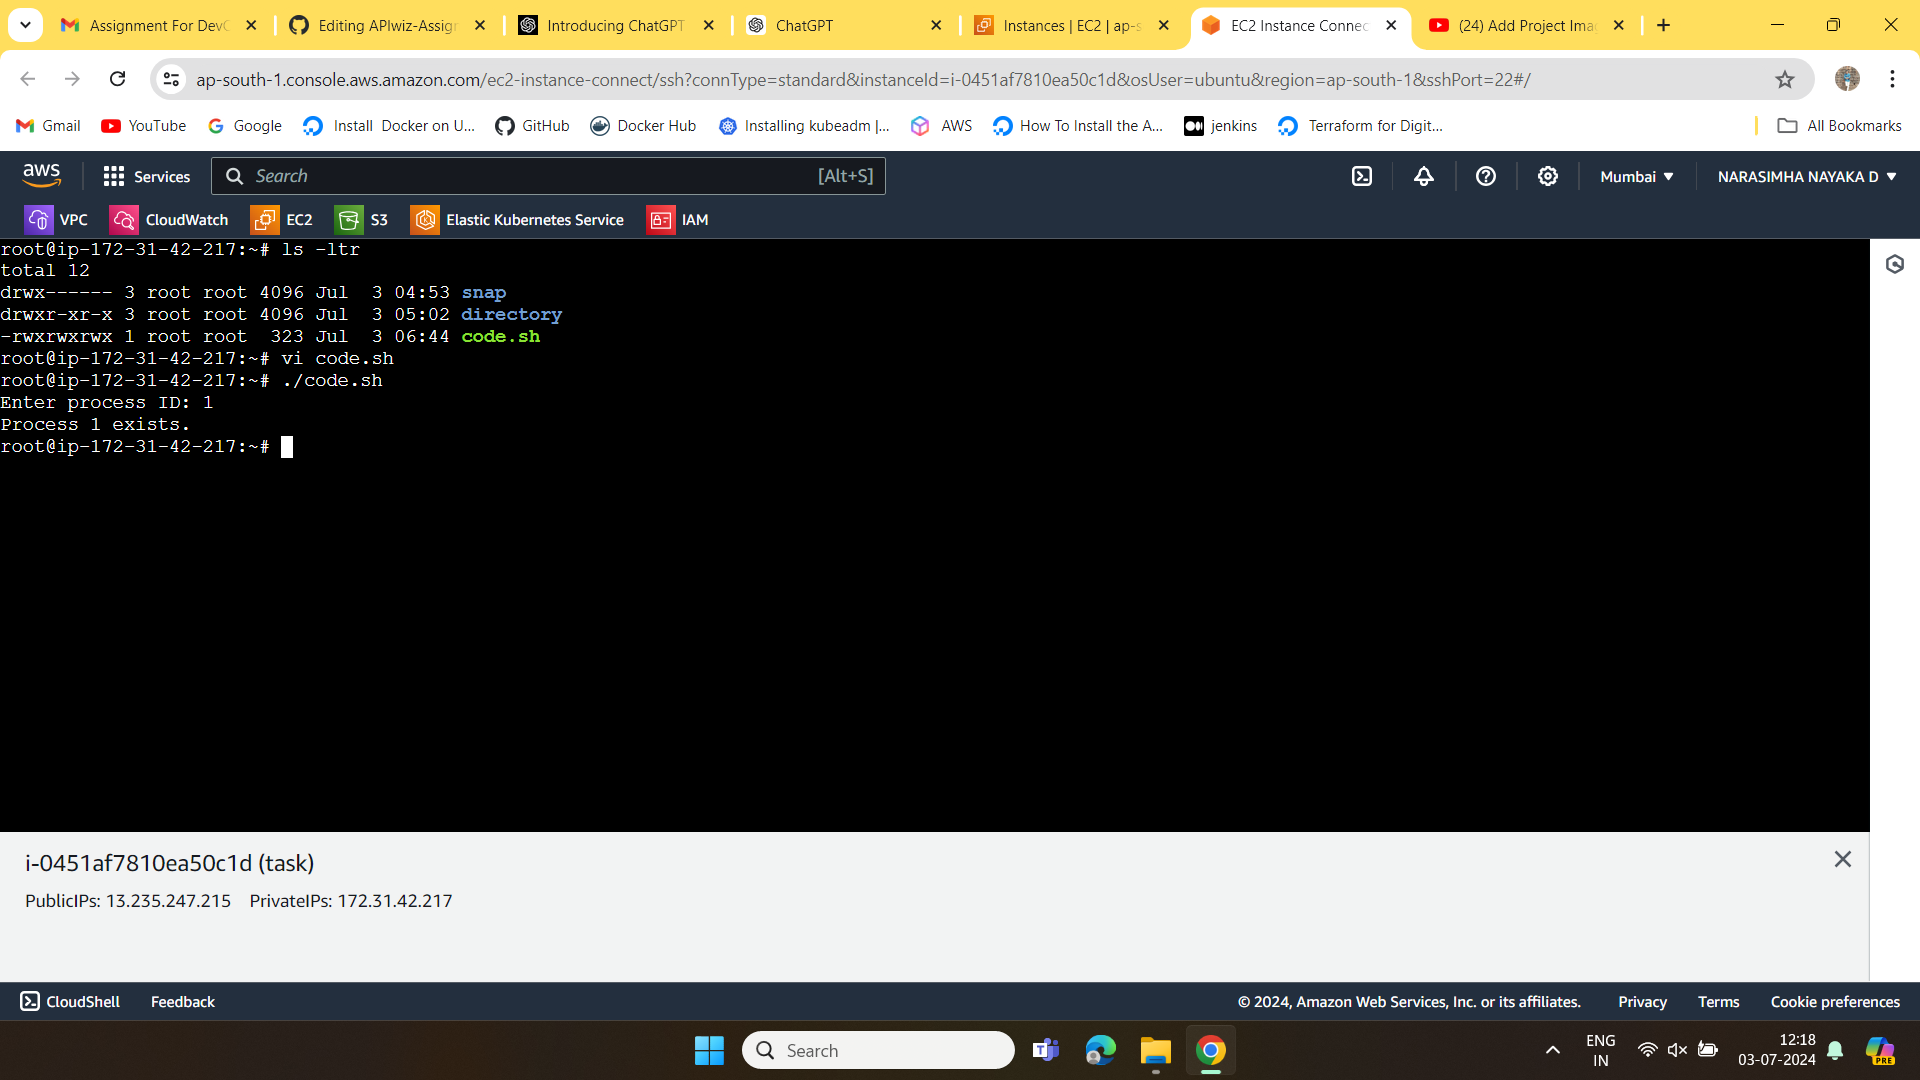 Assignment For Dev
Editing APIwiz-Assign
Introducing ChatGPT
ChatGPT
Instances | EC2 | ap-s
EC2 Instance Connec
(24) Add Project Ima
ap-south-1.console.aws.amazon.com/ec2-instance-connect/ssh?connType=standard&instanceId=i-0451af7810ea50c1d&osUser=ubuntu&region=ap-south-1&sshPort=22#/
Gmail
YouTube
Google
Install Docker on U...
GitHub
Docker Hub
Installing kubeadm |...
AWS
How To Install the A...
jenkins
Terraform for Digit...
All Bookmarks
aws
Services
Search
[Alt+S]
Mumbai
NARASIMHA NAYAKA D
VPC
CloudWatch
EC2
S3
Elastic Kubernetes Service
IAM
root@ip-172-31-42-217:~# ls -ltr
total 12
drwx------ 3 root root 4096 Jul  3 04:53 snap
drwxr-xr-x 3 root root 4096 Jul  3 05:02 directory
-rwxrwxrwx 1 root root  323 Jul  3 06:44 code.sh
root@ip-172-31-42-217:~# vi code.sh
root@ip-172-31-42-217:~# ./code.sh
Enter process ID: 1
Process 1 exists.
root@ip-172-31-42-217:~#
i-0451af7810ea50c1d (task)
PublicIPs: 13.235.247.215 PrivateIPs: 172.31.42.217
CloudShell
Feedback
© 2024, Amazon Web Services, Inc. or its affiliates.
Privacy
Terms
Cookie preferences
Search
ENG
IN
12:18
03-07-2024
PRE